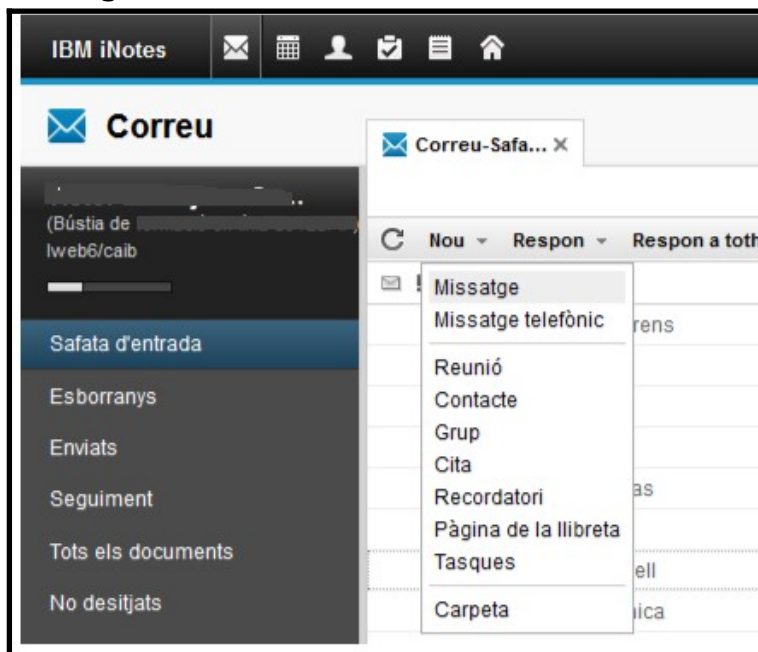 IBM iNotes
Correu
Correu-Safa...
(Bústia de
lweb6/caib
Nou Respon Respon a toth
Safata d'entrada
Esborranys
Enviats
Seguiment
Tots els documents
No desitjats
Missatge
Missatge telefònic
Reunió
Contacte
Grup
Cita
Recordatori
Pàgina de la llibreta
Tasques
Carpeta
rens
as
ell
ica